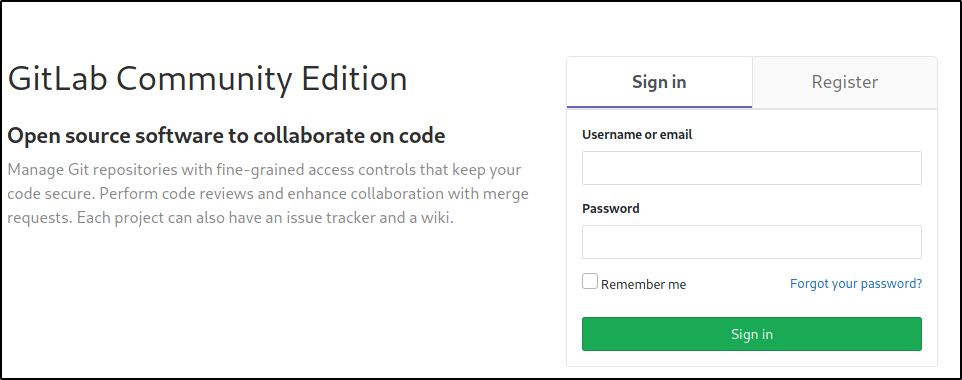 GitLab Community Edition
Open source software to collaborate on code
Manage Git repositories with fine-grained access controls that keep your
code secure. Perform code reviews and enhance collaboration with merge
requests. Each project can also have an issue tracker and a wiki.
Sign in
Register
Username or email
Password
Remember me
Forgot your password?
Sign in